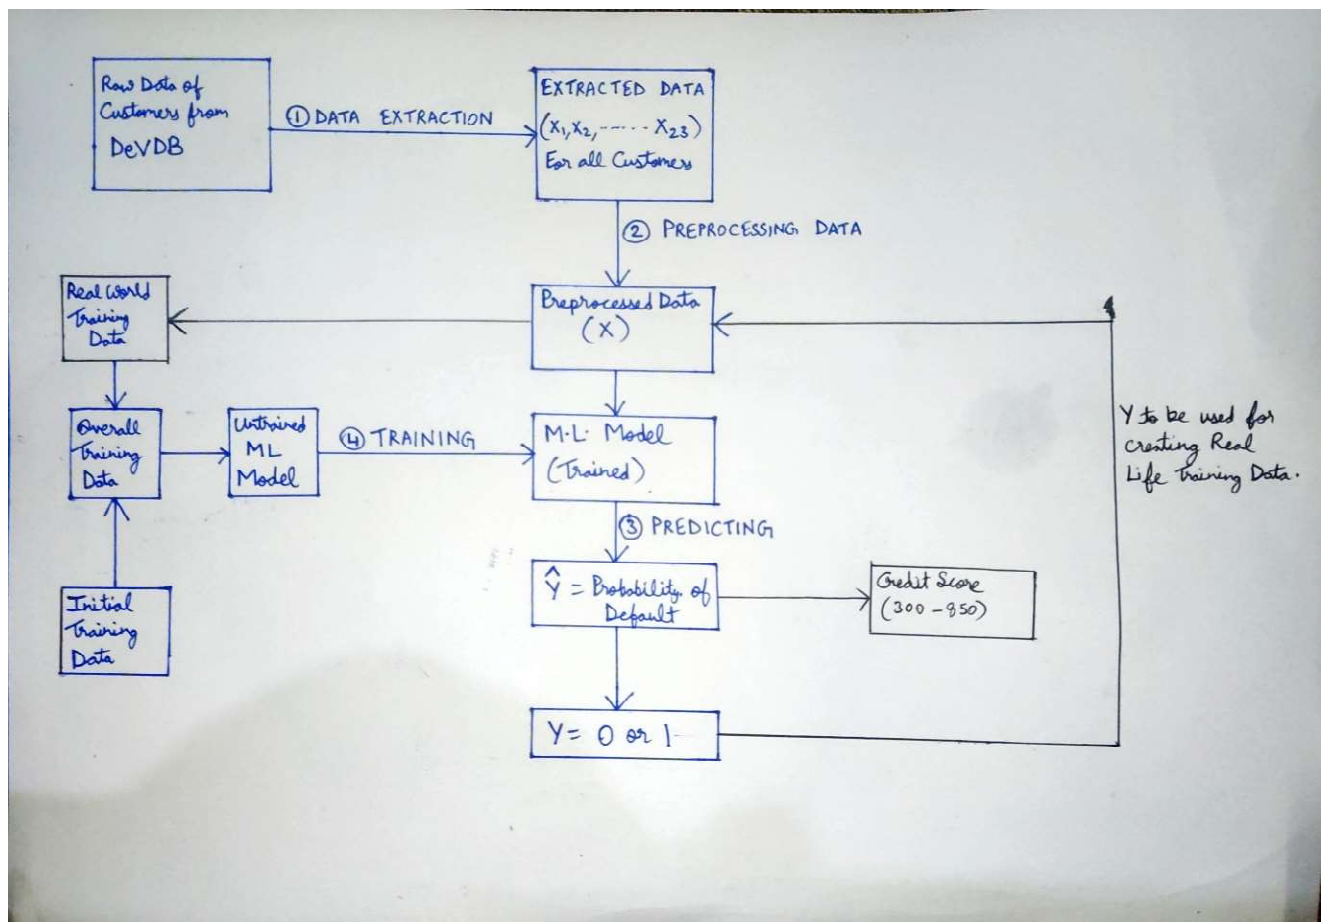 Raw Data of
Customers from
DeVDB
① DATA EXTRACTION
EXTRACTED DATA
(X1, X2, ----- X23)
For all Customers
② PREPROCESSING DATA
Real World
Training
Data
Preprocessed Data
(X)
Overall
Training
Data
Untrained
ML
Model
④ TRAINING
M.L. Model
(Trained)
Y to be used for
creating Real
Life Training Data.
③ PREDICTING
Initial
Training
Data
Ŷ = Probability of
Default
Credit Score
(300-850)
Y = 0 or 1